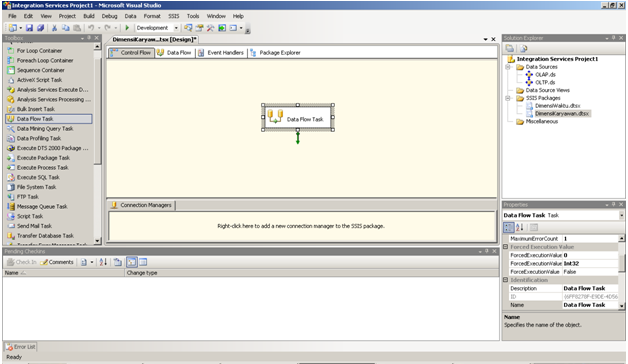 Integration Services Project1 - Microsoft Visual Studio
File Edit View Project Build Debug Data Format SSIS Tools Window Help
Development
Toolbox
For Loop Container
Foreach Loop Container
Sequence Container
ActiveX Script Task
Analysis Services Execute D...
Analysis Services Processing ...
Bulk Insert Task
Data Flow Task
Data Mining Query Task
Data Profiling Task
Execute DTS 2000 Package ...
Execute Package Task
Execute Process Task
Execute SQL Task
File System Task
FTP Task
Message Queue Task
Script Task
Send Mail Task
Transfer Database Task
DimensiKaryaw...tsx [Design]*
Control Flow Data Flow Event Handlers Package Explorer
Data Flow Task
Connection Managers
Right-click here to add a new connection manager to the SSIS package.
Solution Explorer
Integration Services Project1
Data Sources
OLAP.ds
OLTP.ds
Data Source Views
SSIS Packages
DimensiWaktu.dtsx
DimensiKaryawan.dtsx
Miscellaneous
Properties
Data Flow Task Task
MaximumErrorCount 1
Forced Execution Value
ForcedExecutionValue 0
ForcedExecutionValue Int32
ForceExecutionValue False
Identification
Description Data Flow Task
ID
Name Data Flow Task
Name
Specifies the name of the object.
Pending Checkins
Check In Comments
Name Change type
Error List
Ready